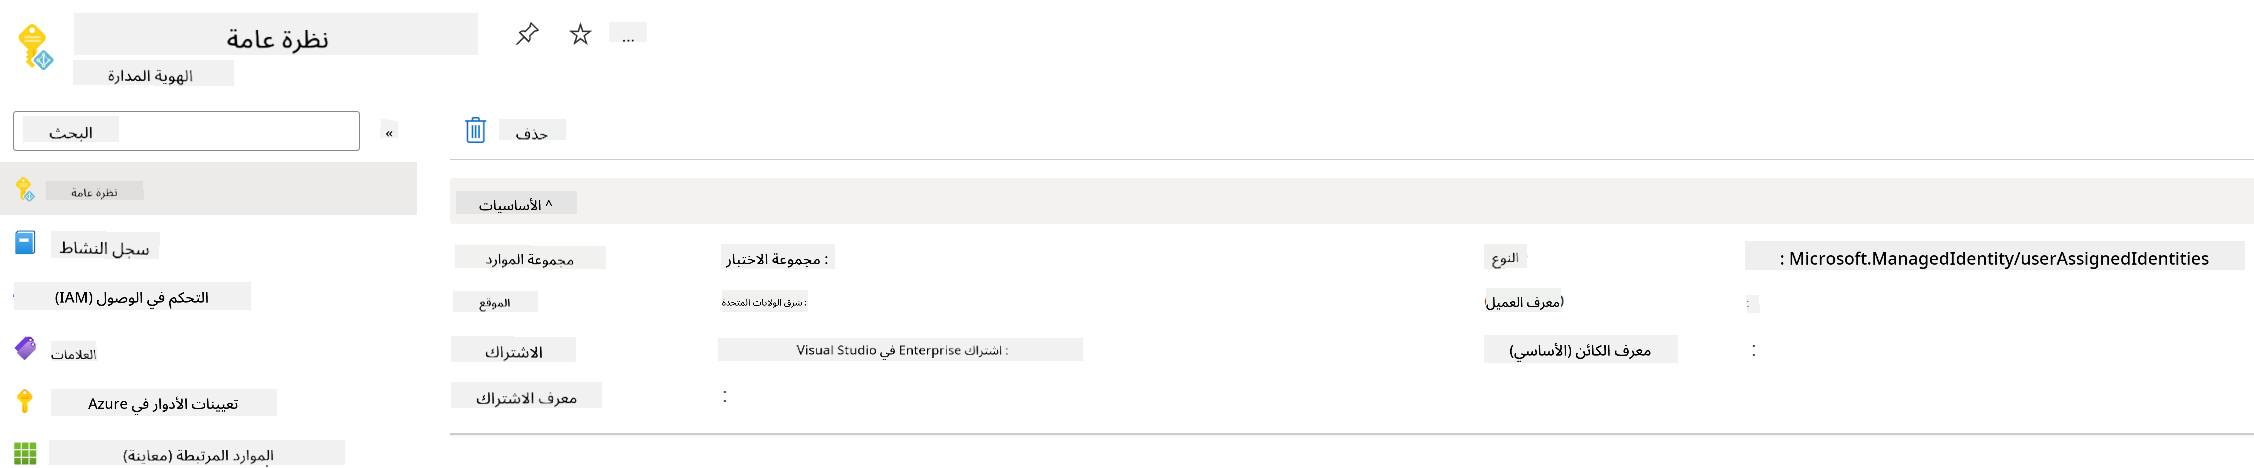 نظرة عامة
...
الهوية المدارة
البحث
»
حذف
نظرة عامة
^ الأساسيات
سجل النشاط
التحكم في الوصول (IAM)
العلامات
تعيينات الأدوار في Azure
الموارد المرتبطة (معاينة)
مجموعة الموارد
: مجموعة الاختبار
الموقع
: شرق الولايات المتحدة
الاشتراك
: اشتراك Enterprise في Visual Studio
معرف الاشتراك
:
النوع
: Microsoft.ManagedIdentity/userAssignedIdentities
(معرف العميل)
:
معرف الكائن (الأساسي)
: